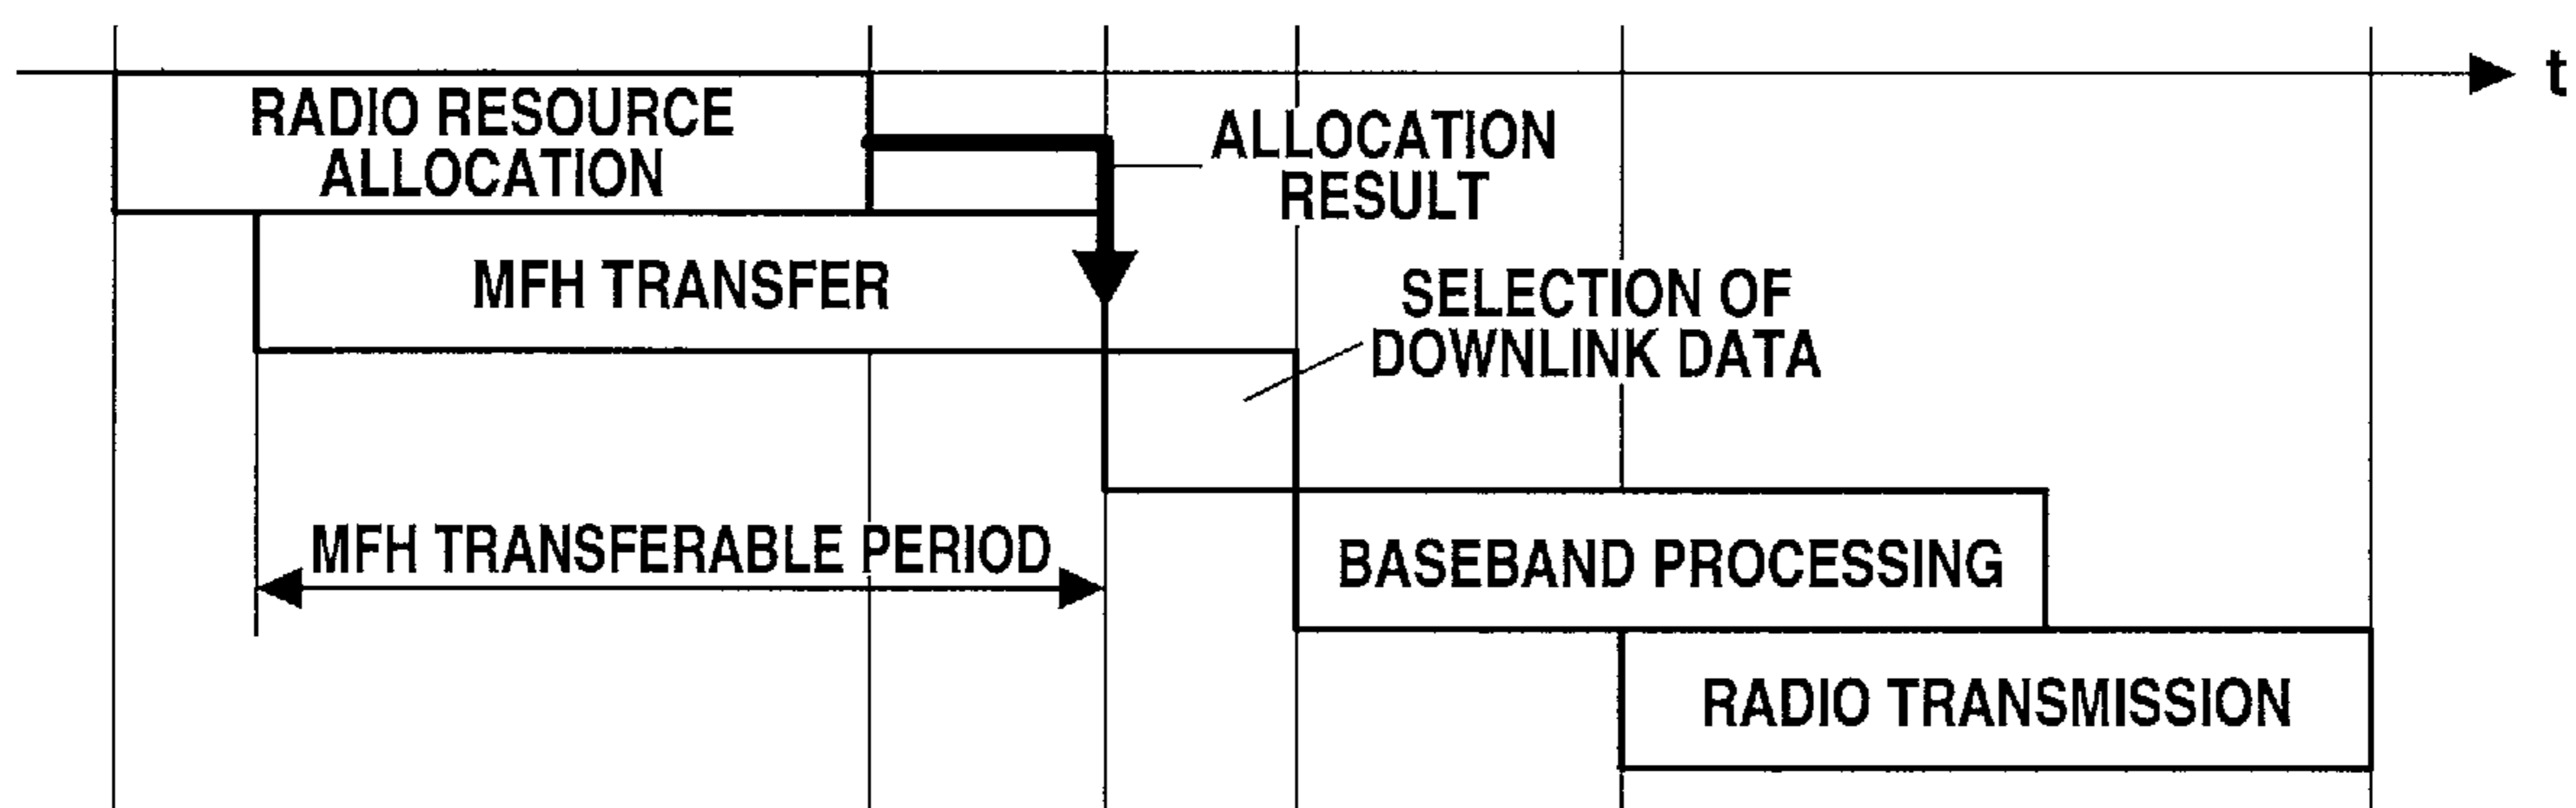 t
RADIO RESOURCE
ALLOCATION
ALLOCATION
RESULT
MFH TRANSFER
SELECTION OF
DOWNLINK DATA
MFH TRANSFERABLE PERIOD
BASEBAND PROCESSING
RADIO TRANSMISSION